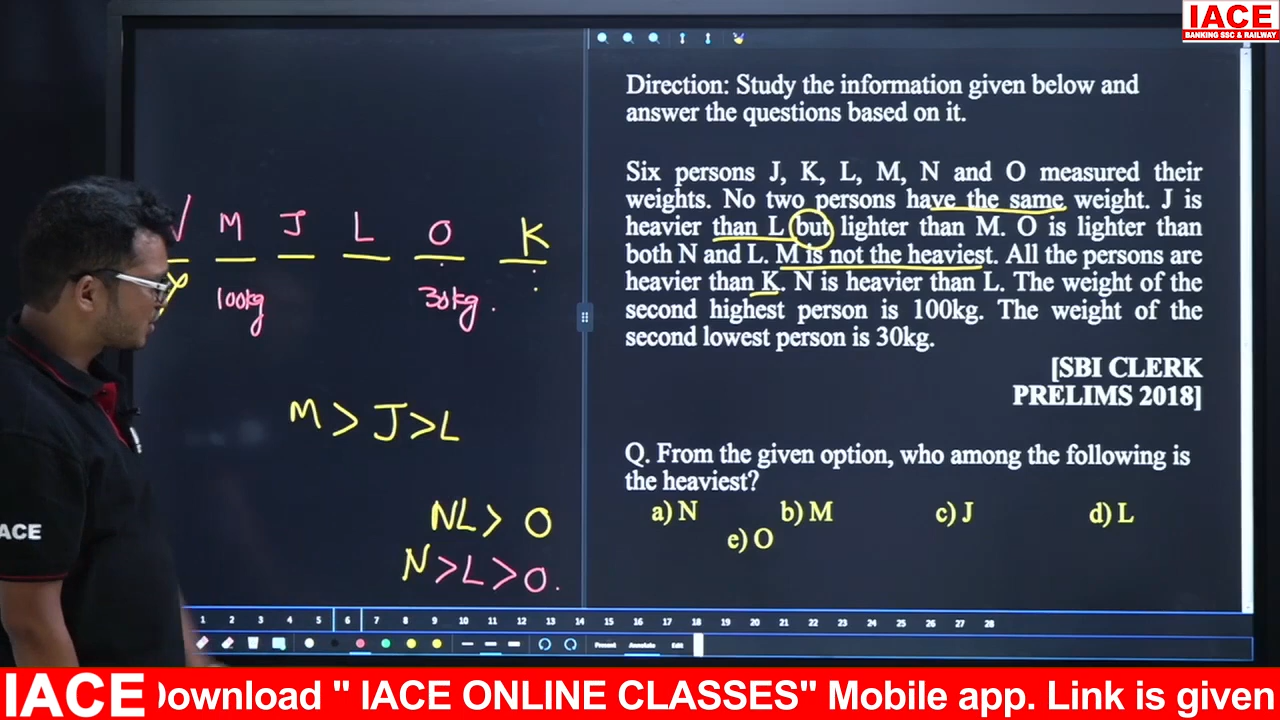 IACE
BANKING SSC & RAILWAY
Direction: Study the information given below and
answer the questions based on it.
Six persons J, K, L, M, N and O measured their
weights. No two persons have the same weight. J is
heavier than L but lighter than M. O is lighter than
both N and L. M is not the heaviest. All the persons are
heavier than K. N is heavier than L. The weight of the
second highest person is 100kg. The weight of the
second lowest person is 30kg.
[SBI CLERK
PRELIMS 2018]
Q. From the given option, who among the following is
the heaviest?
a) N b) M c) J d) L
e) O
M J L O K
100kg 30kg.
M > J > L
NL > O
N > L > O.
ACE
1 2 3 4 5 6 7 8 9 10 11 12 13 14 15 16 17 18 19 20 21 22 23 24 25 26 27 28
Present Annotate Edit
IACE Download " IACE ONLINE CLASSES" Mobile app. Link is given